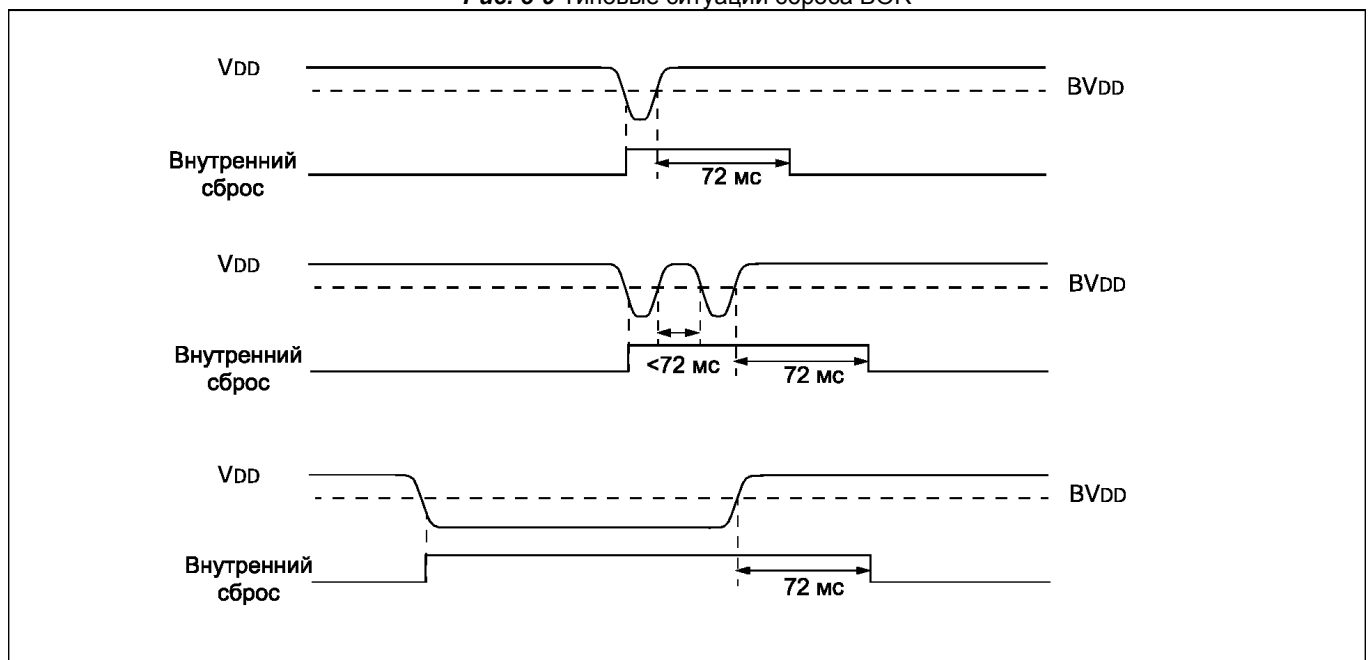 Типовые ситуации сброса BOR
VDD
BVDD
Внутренний
сброс
72 мс
VDD
BVDD
Внутренний
сброс
<72 мс
72 мс
VDD
BVDD
Внутренний
сброс
72 мс